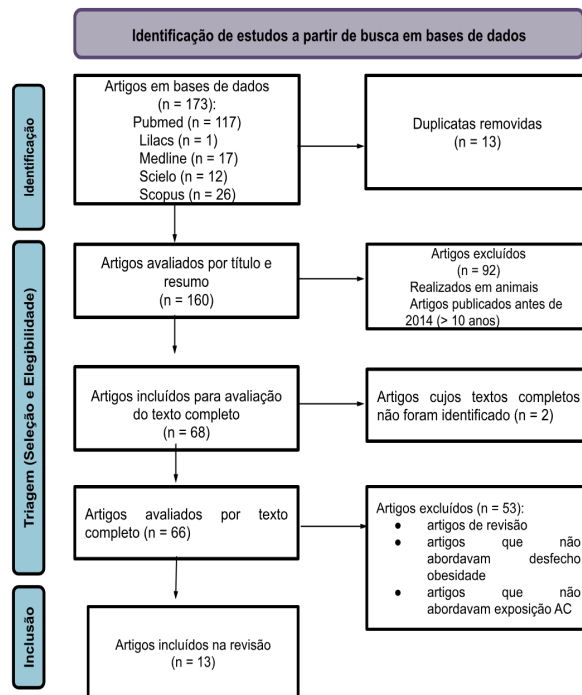 Identificação de estudos a partir de busca em bases de dados
Identificação
Artigos em bases de dados
(n = 173):
Pubmed (n = 117)
Lilacs (n = 1)
Medline (n = 17)
Scielo (n = 12)
Scopus (n = 26)
Duplicatas removidas
(n = 13)
Triagem (Seleção e Elegibilidade)
Artigos avaliados por título e
resumo
(n = 160)
Artigos excluídos
(n = 92)
Realizados em animais
Artigos publicados antes de
2014 (> 10 anos)
Artigos incluídos para avaliação
do texto completo
(n = 68)
Artigos cujos textos completos
não foram identificado (n = 2)
Artigos avaliados por texto
completo (n = 66)
Artigos excluídos (n = 53):
● artigos de revisão
● artigos que não
abordavam desfecho
obesidade
● artigos que não
abordavam exposição AC
Inclusão
Artigos incluídos na revisão
(n = 13)